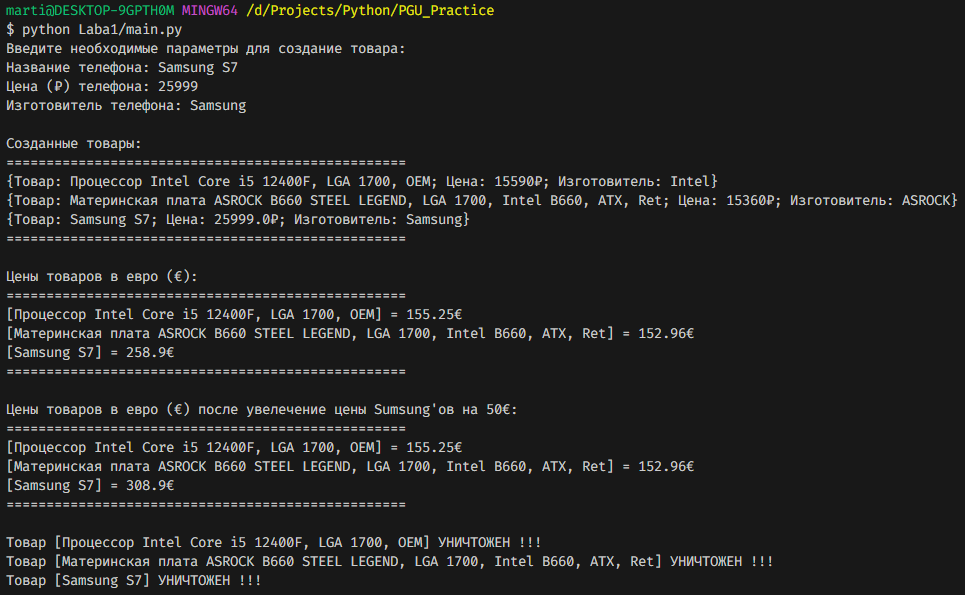 marti@DESKTOP-9GPTH0M MINGW64 /d/Projects/Python/PGU_Practice
$ python Laba1/main.py
Введите необходимые параметры для создание товара:
Название телефона: Samsung S7
Цена (₽) телефона: 25999
Изготовитель телефона: Samsung
Созданные товары:
==================================================
{Товар: Процессор Intel Core i5 12400F, LGA 1700, OEM; Цена: 15590₽; Изготовитель: Intel}
{Товар: Материнская плата ASROCK B660 STEEL LEGEND, LGA 1700, Intel B660, ATX, Ret; Цена: 15360₽; Изготовитель: ASROCK}
{Товар: Samsung S7; Цена: 25999.0₽; Изготовитель: Samsung}
==================================================
Цены товаров в евро (€):
==================================================
[Процессор Intel Core i5 12400F, LGA 1700, OEM] = 155.25€
[Материнская плата ASROCK B660 STEEL LEGEND, LGA 1700, Intel B660, ATX, Ret] = 152.96€
[Samsung S7] = 258.9€
==================================================
Цены товаров в евро (€) после увелечение цены Sumsung'ов на 50€:
==================================================
[Процессор Intel Core i5 12400F, LGA 1700, OEM] = 155.25€
[Материнская плата ASROCK B660 STEEL LEGEND, LGA 1700, Intel B660, ATX, Ret] = 152.96€
[Samsung S7] = 308.9€
==================================================
Товар [Процессор Intel Core i5 12400F, LGA 1700, OEM] УНИЧТОЖЕН !!!
Товар [Материнская плата ASROCK B660 STEEL LEGEND, LGA 1700, Intel B660, ATX, Ret] УНИЧТОЖЕН !!!
Товар [Samsung S7] УНИЧТОЖЕН !!!